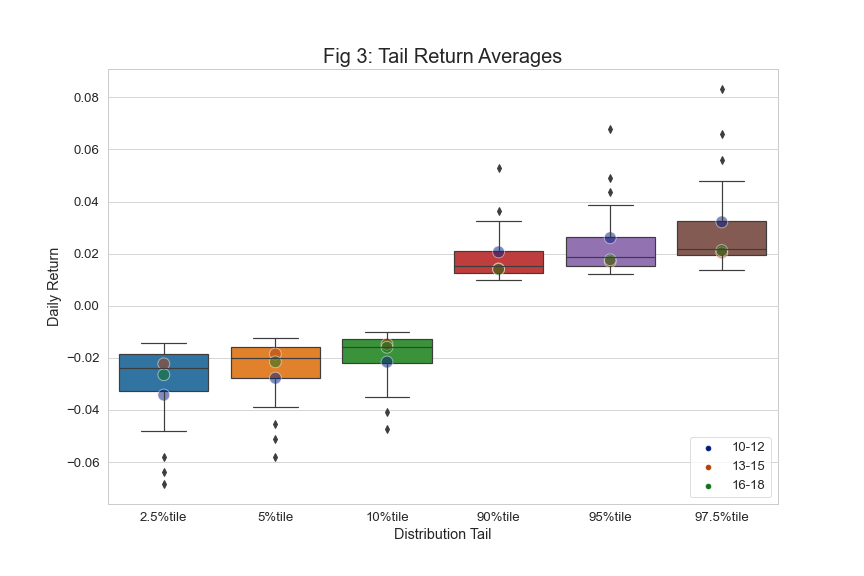 Fig 3: Tail Return Averages
Daily Return
0.08
0.06
0.04
0.02
0.00
−0.02
−0.04
−0.06
10-12
13-15
16-18
2.5%tile 5%tile 10%tile 90%tile 95%tile 97.5%tile
Distribution Tail